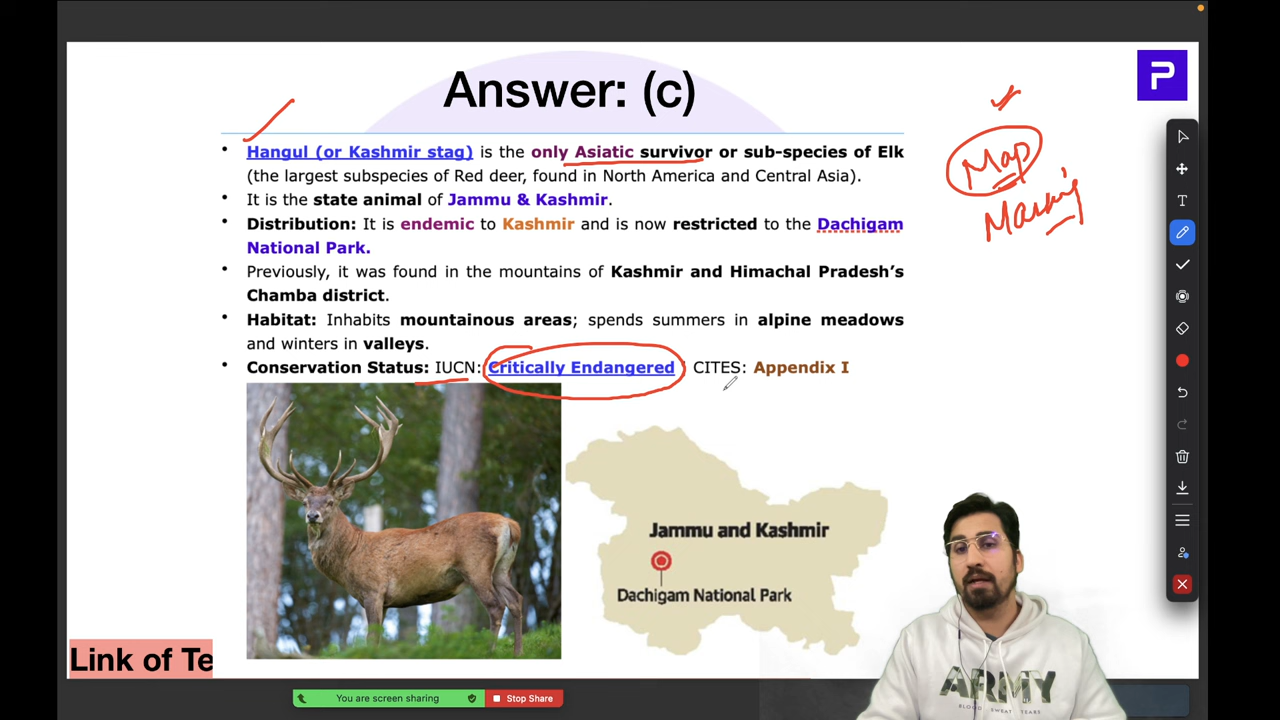 Answer: (c)
P
• Hangul (or Kashmir stag) is the only Asiatic survivor or sub-species of Elk
(the largest subspecies of Red deer, found in North America and Central Asia).
• It is the state animal of Jammu & Kashmir.
• Distribution: It is endemic to Kashmir and is now restricted to the Dachigam
National Park.
• Previously, it was found in the mountains of Kashmir and Himachal Pradesh's
Chamba district.
• Habitat: Inhabits mountainous areas; spends summers in alpine meadows
and winters in valleys.
• Conservation Status: IUCN: Critically Endangered CITES: Appendix I
Map
Marking
T
Jammu and Kashmir
Dachigam National Park
Link of Te
You are screen sharing
Stop Share
ARMY
BLOOD SWEAT YEARS